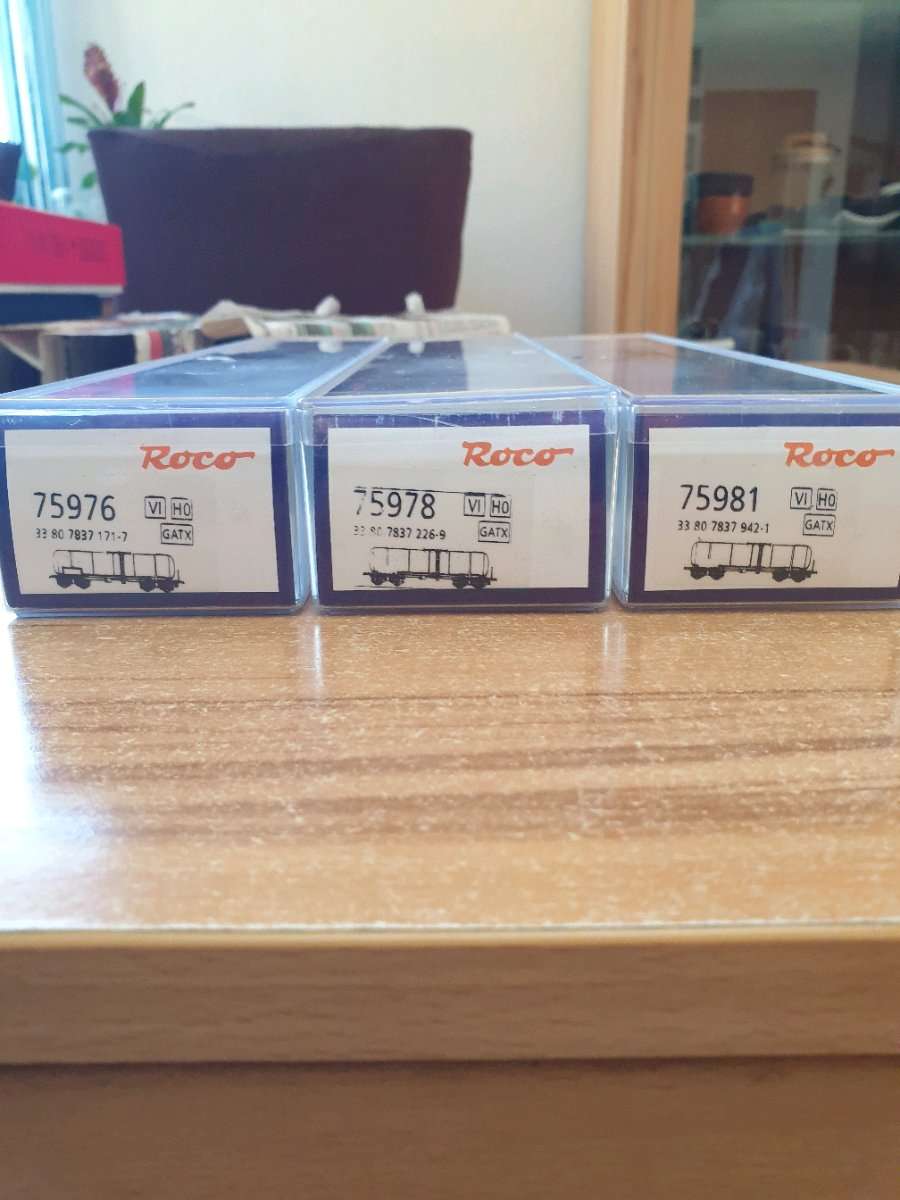 Roco
75976 VI H0
33 80 7837 171-7 GATX
Roco
75978 VI H0
33 80 7837 226-9 GATX
Roco
75981 VI H0
33 80 7837 942-1 GATX